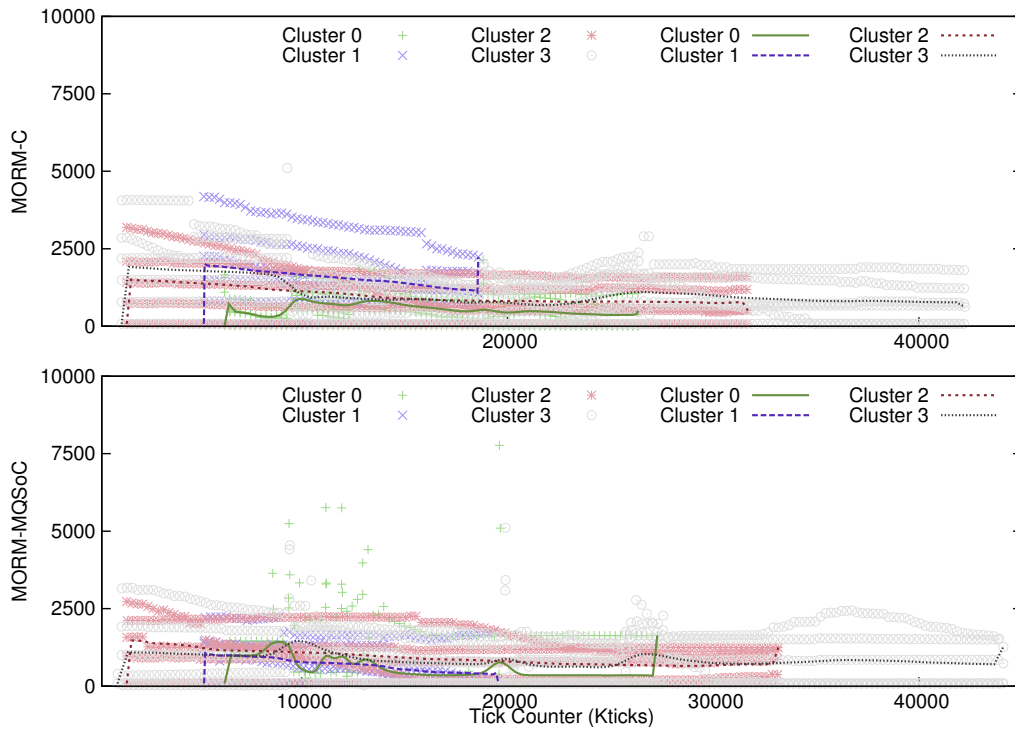 10000
7500
5000
2500
0
MORM-C
Cluster 0 Cluster 2 Cluster 0 Cluster 2
Cluster 1 Cluster 3 Cluster 1 Cluster 3
20000 40000
10000
7500
5000
2500
0
MORM-MQSoC
Cluster 0 Cluster 2 Cluster 0 Cluster 2
Cluster 1 Cluster 3 Cluster 1 Cluster 3
10000 20000 30000 40000
Tick Counter (Kticks)